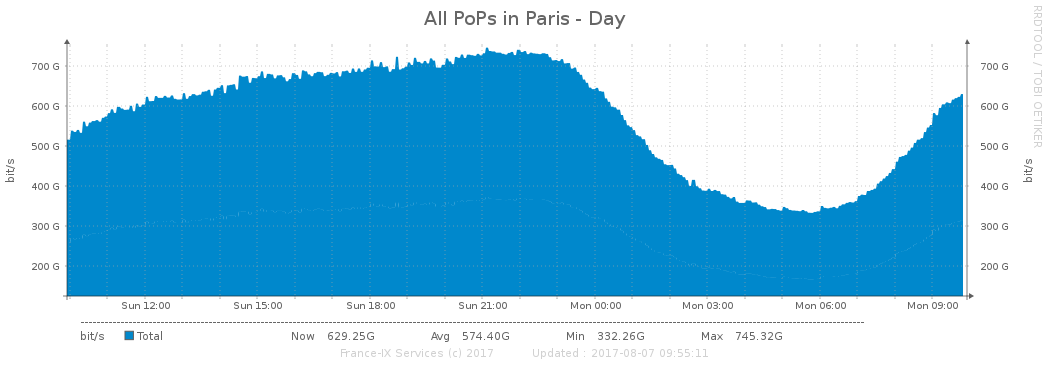 All PoPs in Paris - Day
RRDTOOL / TOBI OETIKER
700 G 700 G
600 G 600 G
500 G 500 G
400 G 400 G
300 G 300 G
200 G 200 G
bit/s bit/s
Sun 12:00 Sun 15:00 Sun 18:00 Sun 21:00 Mon 00:00 Mon 03:00 Mon 06:00 Mon 09:00
bit/s Total Now 629.25G Avg 574.40G Min 332.26G Max 745.32G
France-IX Services (c) 2017 Updated : 2017-08-07 09:55:11